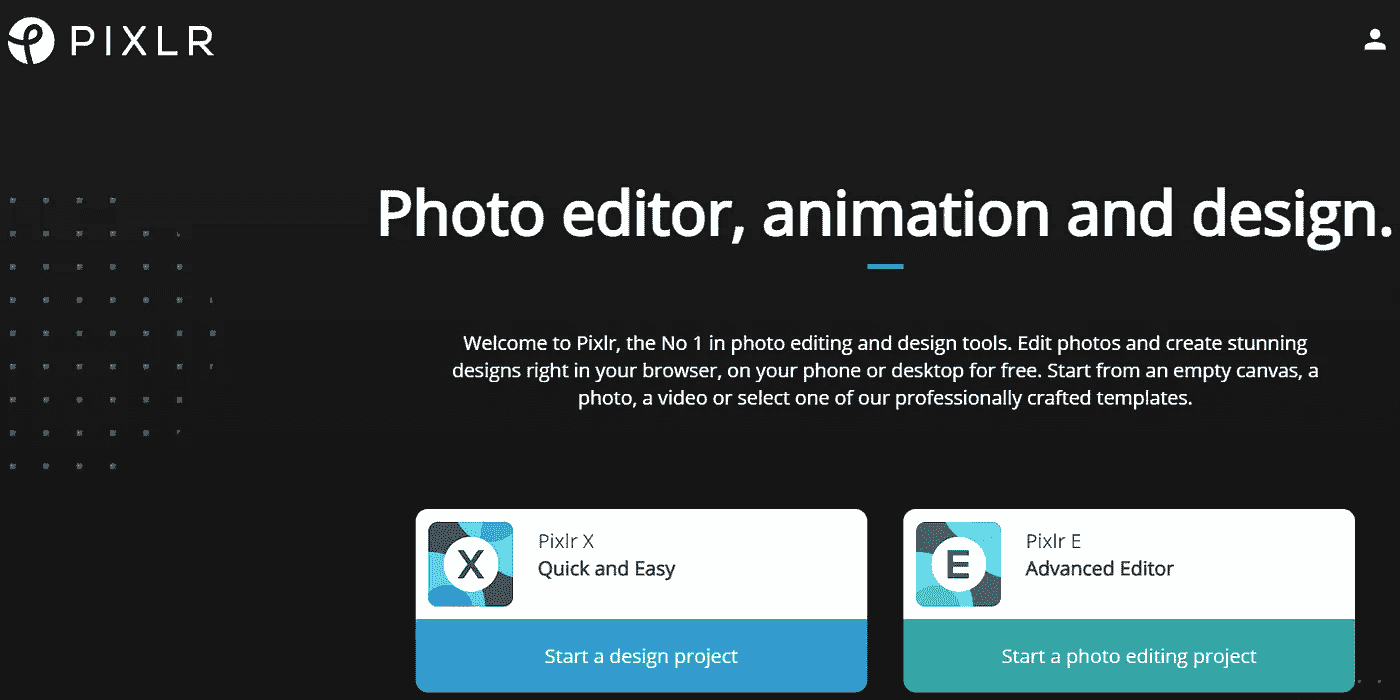 PIXLR
Photo editor, animation and design.
Welcome to Pixlr, the No 1 in photo editing and design tools. Edit photos and create stunning
designs right in your browser, on your phone or desktop for free. Start from an empty canvas, a
photo, a video or select one of our professionally crafted templates.
X
Pixlr X
Quick and Easy
Start a design project
E
Pixlr E
Advanced Editor
Start a photo editing project